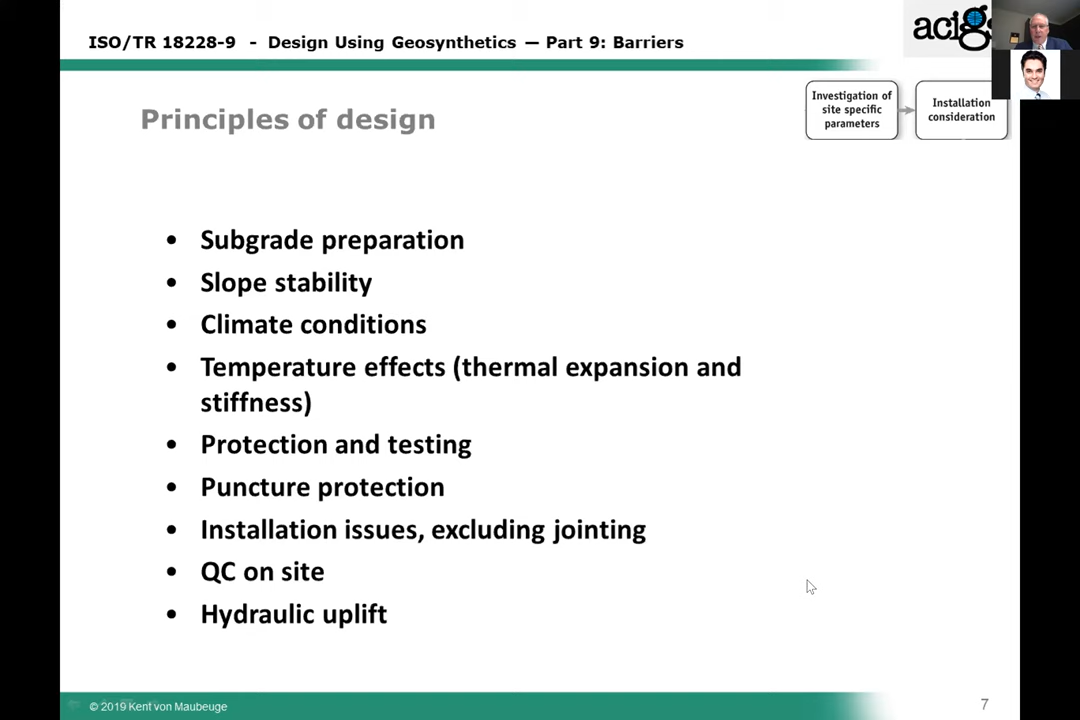 ISO/TR 18228-9 - Design Using Geosynthetics — Part 9: Barriers
acigs
Principles of design
Investigation of
site specific
parameters
Installation
consideration
• Subgrade preparation
• Slope stability
• Climate conditions
• Temperature effects (thermal expansion and
stiffness)
• Protection and testing
• Puncture protection
• Installation issues, excluding jointing
• QC on site
• Hydraulic uplift
© 2019 Kent von Maubeuge
7